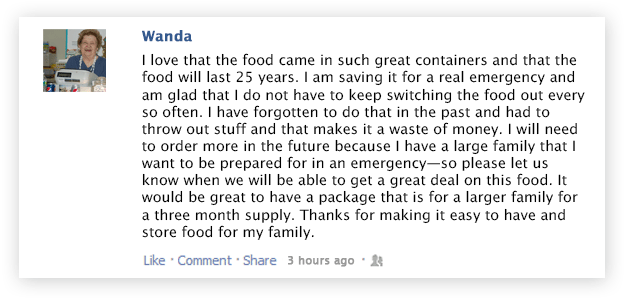 Wanda
I love that the food came in such great containers and that the
food will last 25 years. I am saving it for a real emergency and
am glad that I do not have to keep switching the food out every
so often. I have forgotten to do that in the past and had to
throw out stuff and that makes it a waste of money. I will need
to order more in the future because I have a large family that I
want to be prepared for in an emergency—so please let us
know when we will be able to get a great deal on this food. It
would be great to have a package that is for a larger family for
a three month supply. Thanks for making it easy to have and
store food for my family.
Like · Comment · Share 3 hours ago ·